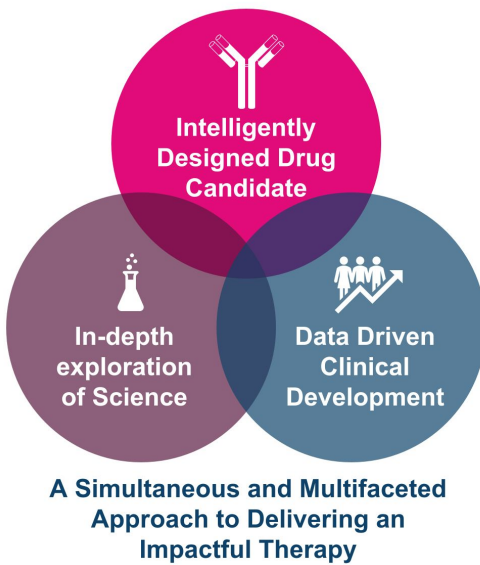 Intelligently
Designed Drug
Candidate
In-depth
exploration
of Science
Data Driven
Clinical
Development
A Simultaneous and Multifaceted
Approach to Delivering an
Impactful Therapy